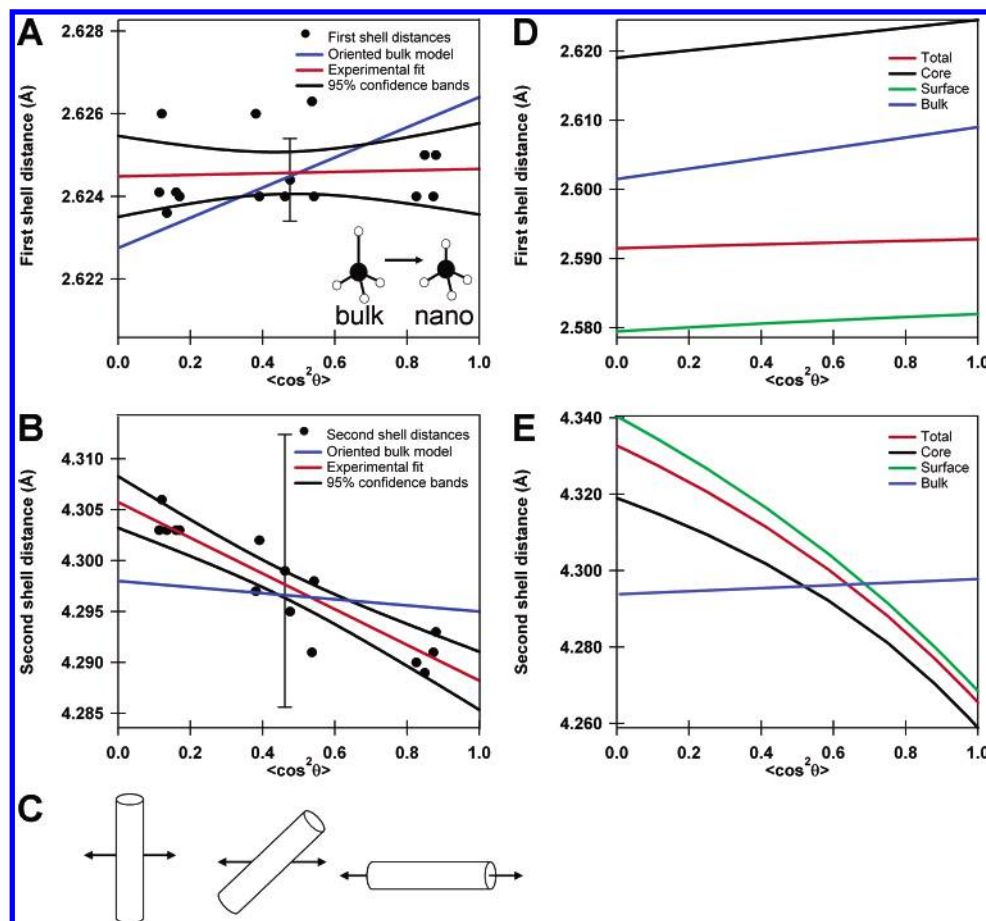 A
First shell distance (Å)
2.628
2.626
2.624
2.622
0.0
0.2
0.4
0.6
0.8
1.0
<cos²θ>
First shell distances
Oriented bulk model
Experimental fit
95% confidence bands
bulk
nano
D
First shell distance (Å)
2.620
2.610
2.600
2.590
2.580
0.0
0.2
0.4
0.6
0.8
1.0
<cos²θ>
Total
Core
Surface
Bulk
B
Second shell distance (Å)
4.310
4.305
4.300
4.295
4.290
4.285
0.0
0.2
0.4
0.6
0.8
1.0
<cos²θ>
Second shell distances
Oriented bulk model
Experimental fit
95% confidence bands
E
Second shell distance (Å)
4.340
4.320
4.300
4.280
4.260
0.0
0.2
0.4
0.6
0.8
1.0
<cos²θ>
Total
Core
Surface
Bulk
C